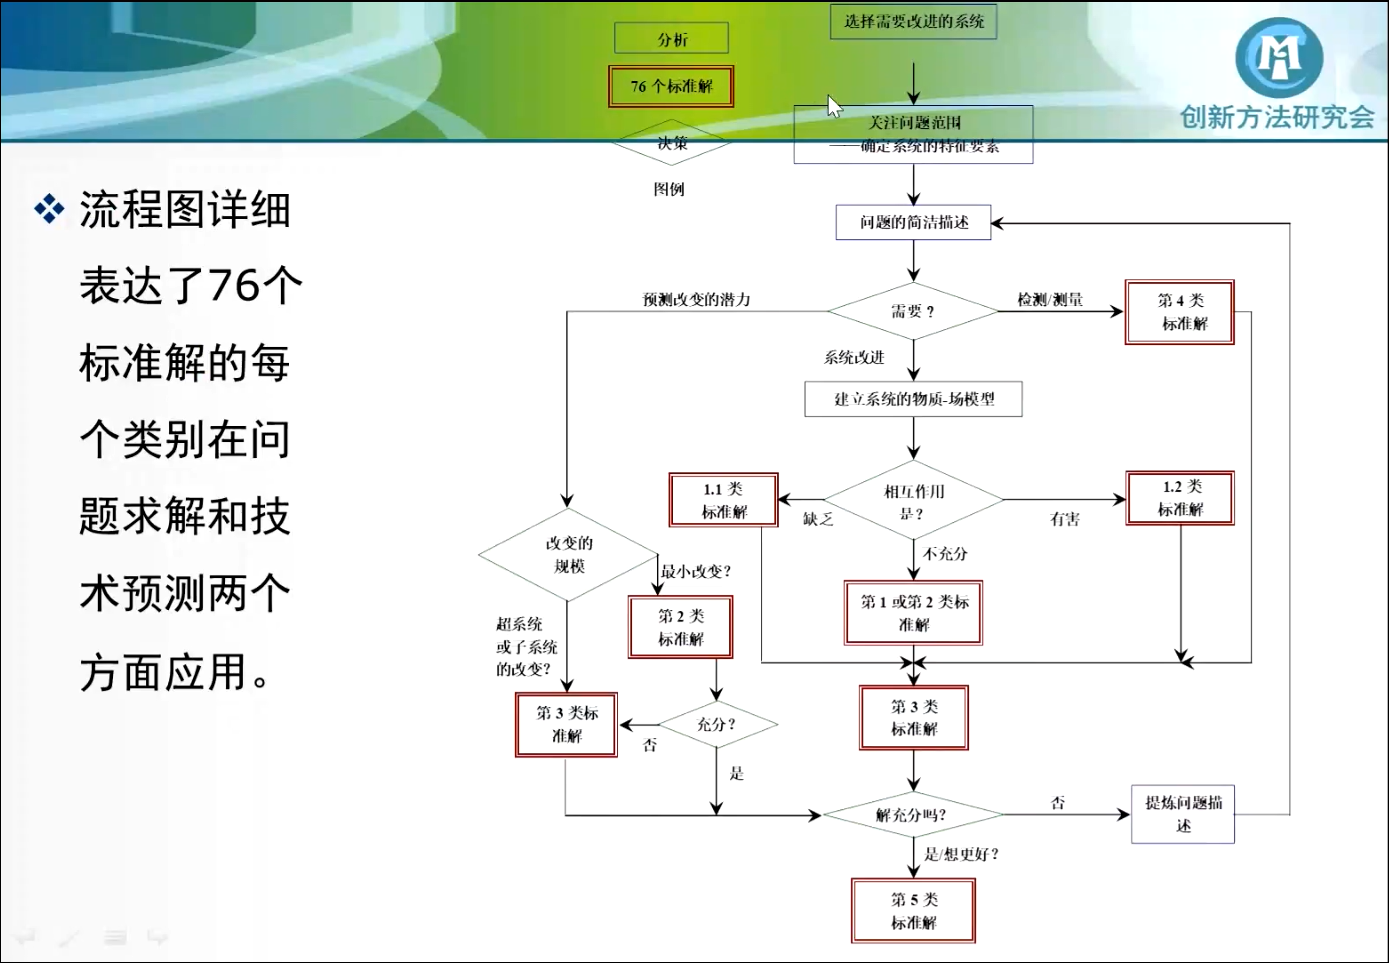 分析
76 个标准解
决策
图例
选择需要改进的系统
关注问题范围
——确定系统的特征要素
创新方法研究会
流程图详细
表达了76个
标准解的每
个类别在问
题求解和技
术预测两个
方面应用。
问题的简洁描述
预测改变的潜力
需要？
检测/测量
第 4 类
标准解
系统改进
建立系统的物质-场模型
1.1 类
标准解
缺乏
相互作用
是？
有害
1.2 类
标准解
不充分
改变的
规模
最小改变？
第 2 类
标准解
第 1 或第 2 类标
准解
超系统
或子系统
的改变？
第 3 类标
准解
否
充分？
是
第 3 类
标准解
解充分吗？
否
提炼问题描
述
是/想更好？
第 5 类
标准解